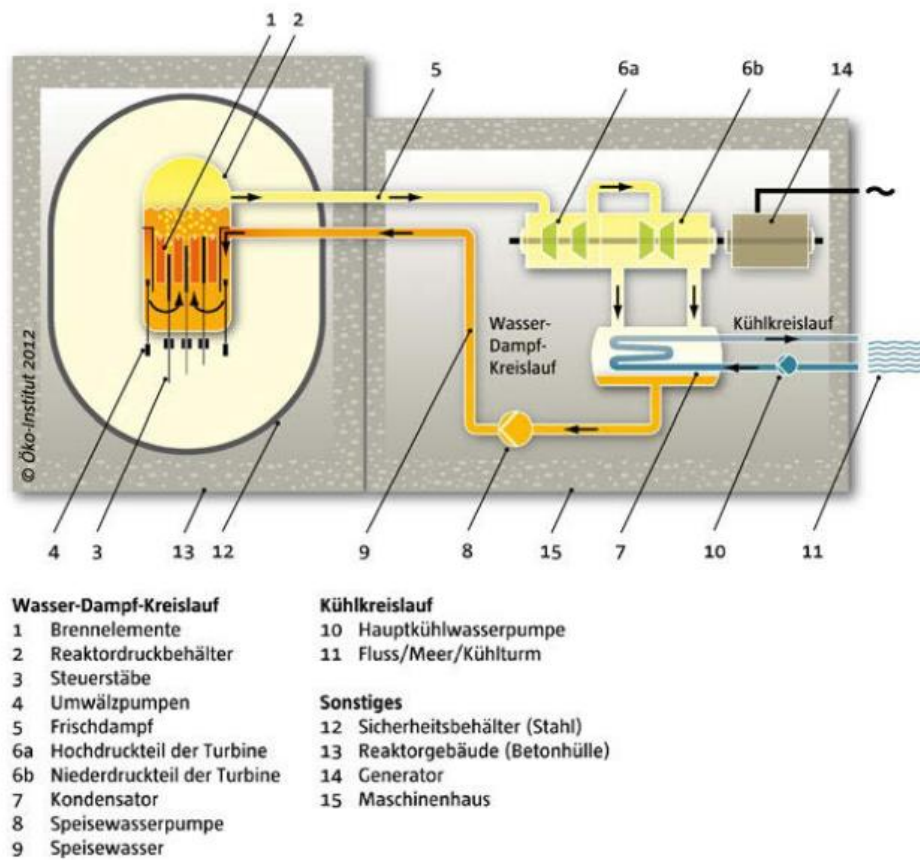 1 2 5 6a 6b 14
~
Wasser-
Dampf-
Kreislauf
Kühlkreislauf
© Öko-Institut 2012
4 3 13 12 9 8 15 7 10 11
Wasser-Dampf-Kreislauf
1 Brennelemente
2 Reaktordruckbehälter
3 Steuerstäbe
4 Umwälzpumpen
5 Frischdampf
6a Hochdruckteil der Turbine
6b Niederdruckteil der Turbine
7 Kondensator
8 Speisewasserpumpe
9 Speisewasser
Kühlkreislauf
10 Hauptkühlwasserpumpe
11 Fluss/Meer/Kühlturm
Sonstiges
12 Sicherheitsbehälter (Stahl)
13 Reaktorgebäude (Betonhülle)
14 Generator
15 Maschinenhaus